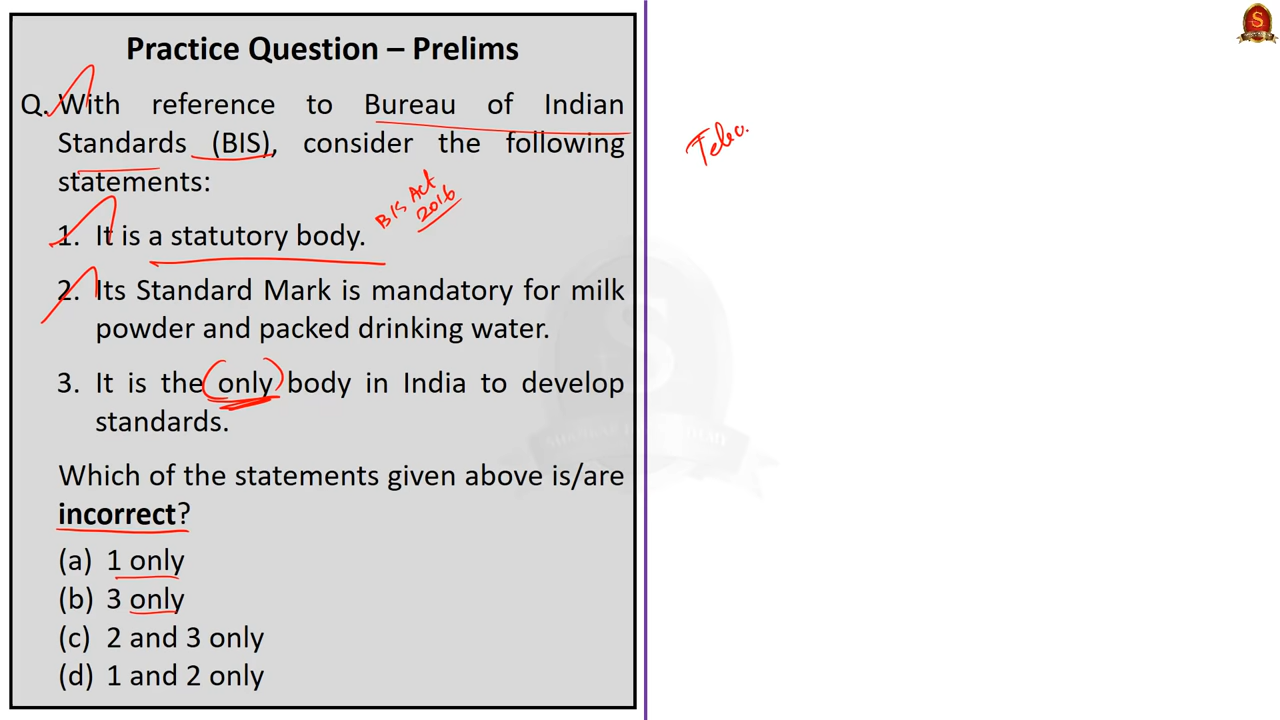 Practice Question – Prelims
Q. With reference to Bureau of Indian
Standards (BIS), consider the following
statements:
BIS Act
2016
1. It is a statutory body.
2. Its Standard Mark is mandatory for milk
powder and packed drinking water.
3. It is the only body in India to develop
standards.
Which of the statements given above is/are
incorrect?
(a) 1 only
(b) 3 only
(c) 2 and 3 only
(d) 1 and 2 only
S